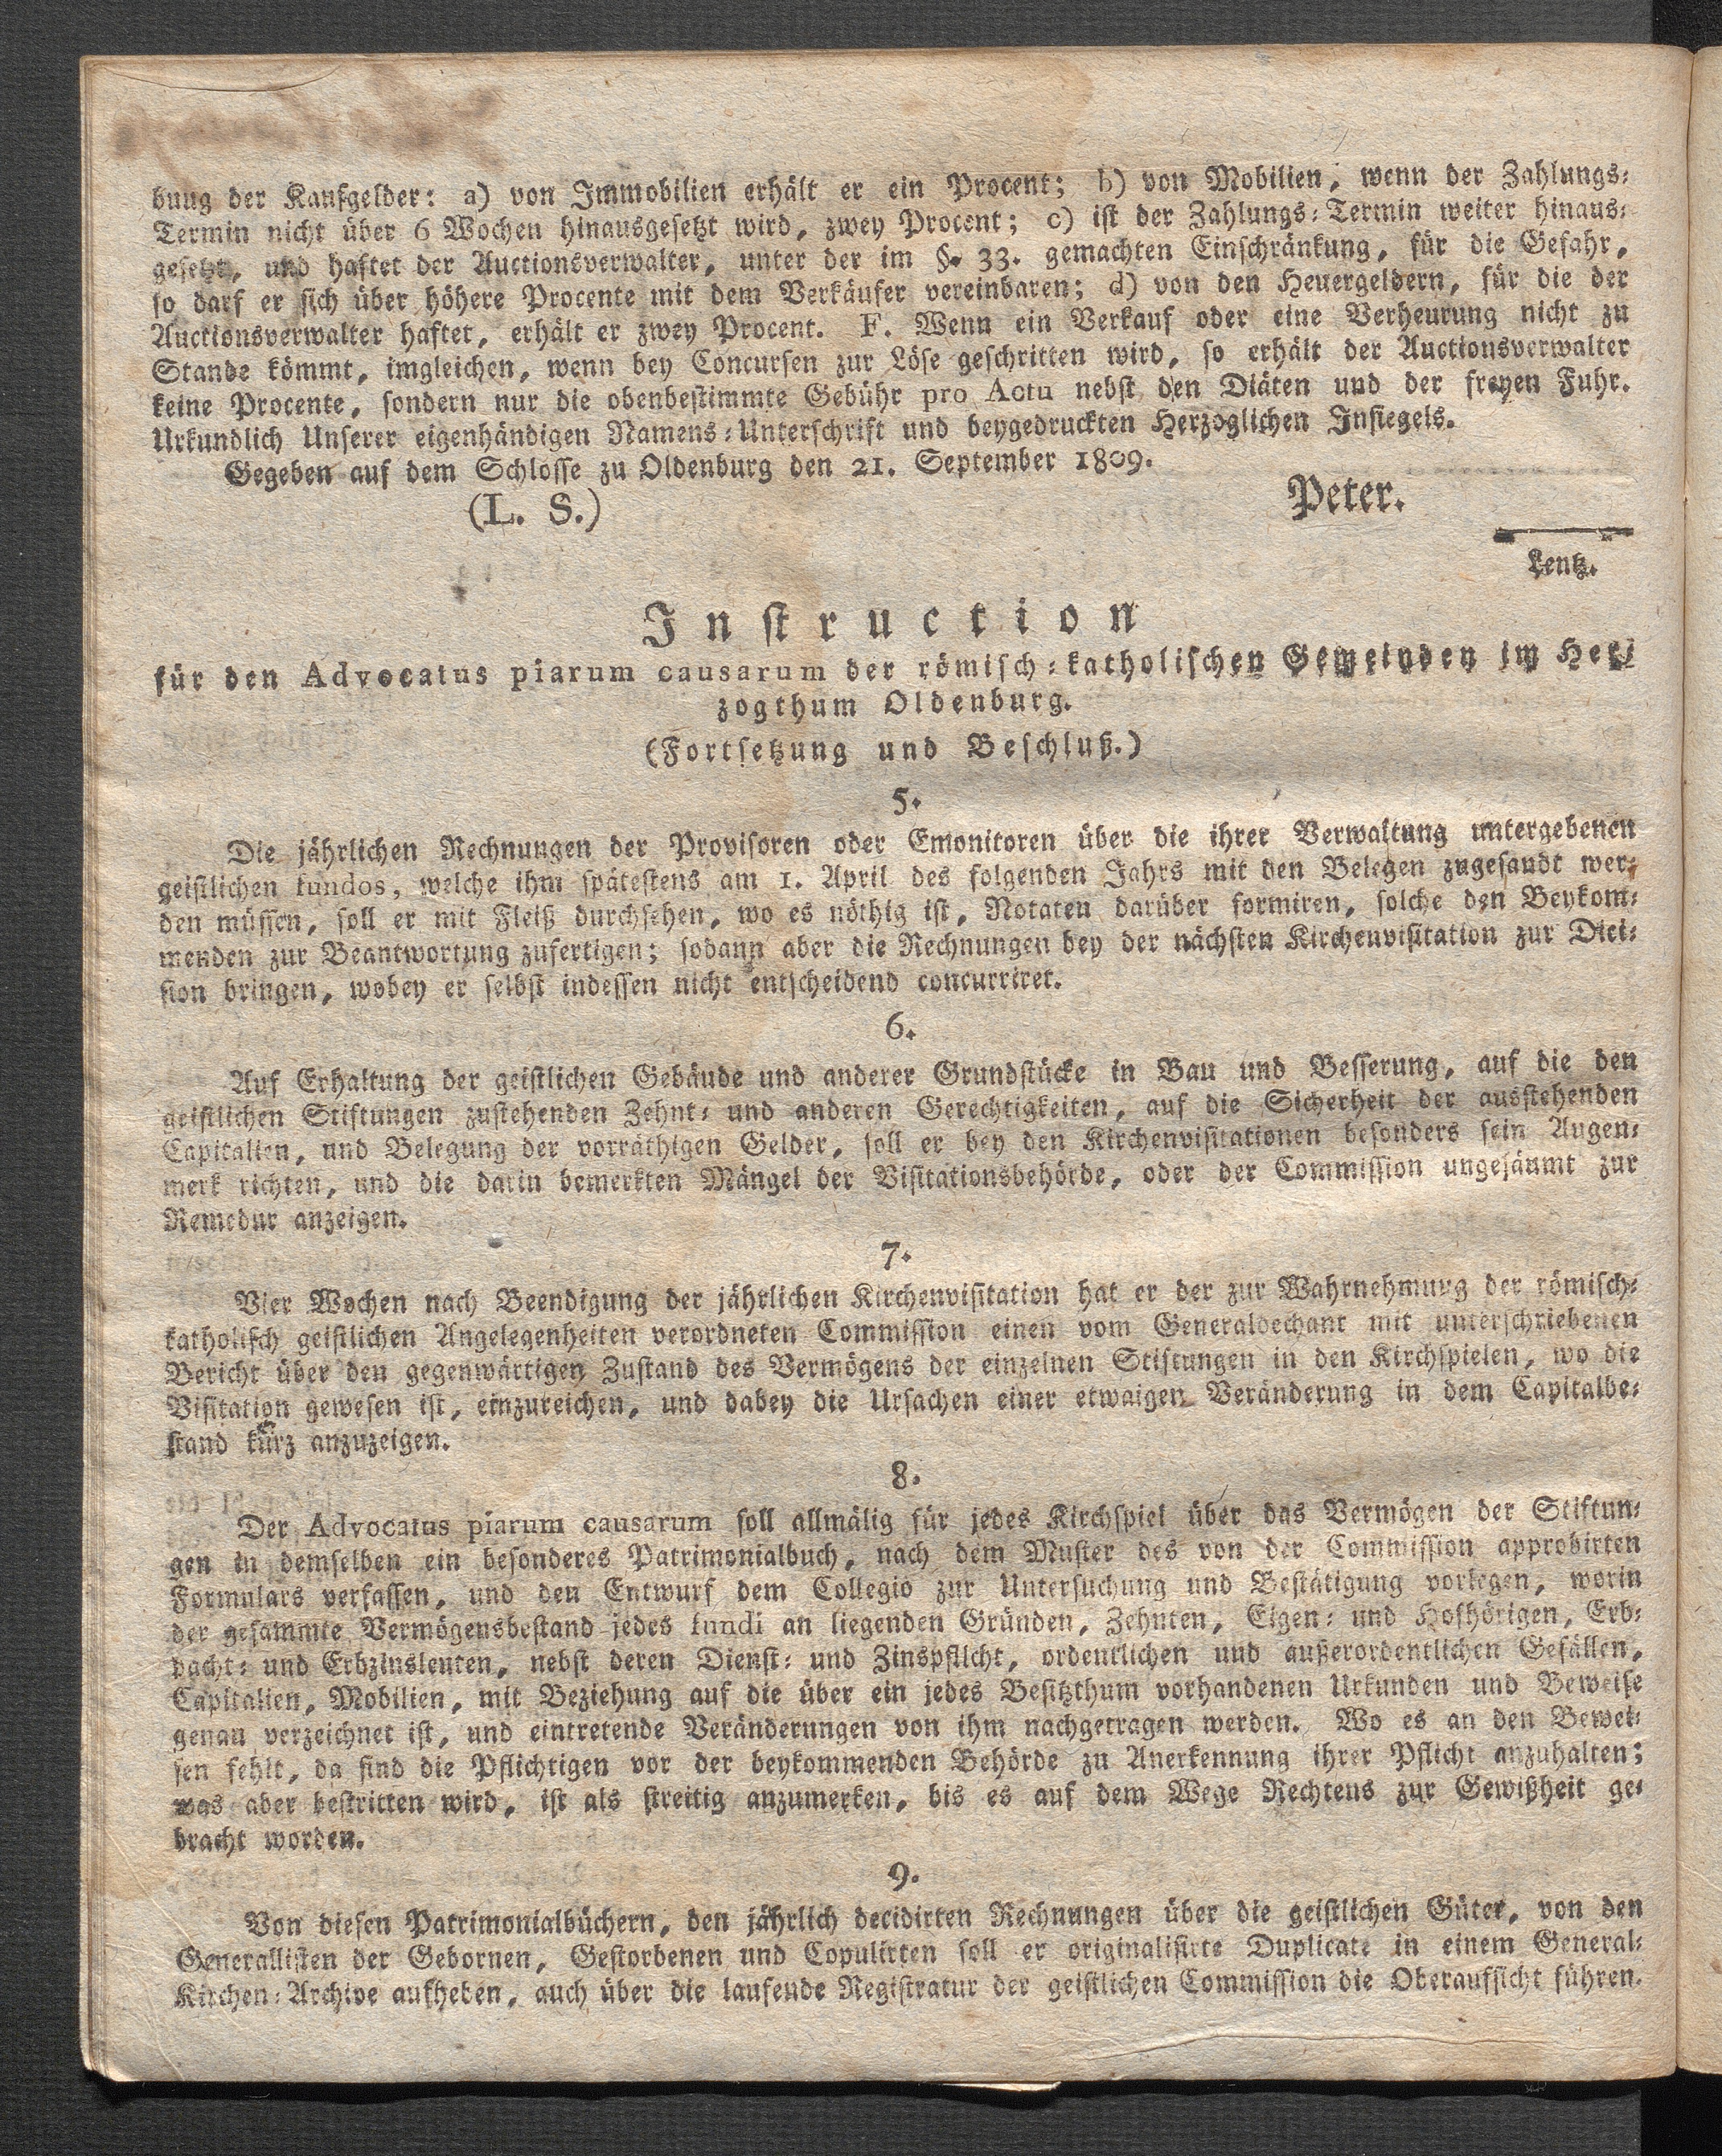 bung der Kaufgelder: a) von Immobilien erhält er ein Procent; b) von Mobilien, wenn der Zahlungs-
Termin nicht über 6 Wochen hinausgesetzt wird, zwey Procent; c) ist der Zahlungs-Termin weiter hinaus-
gesetzt, und haftet der Auctionsverwalter, unter der im §. 33. gemachten Einschränkung, für die Gefahr,
so darf er sich über höhere Procente mit dem Verkäufer vereinbaren; d) von den Heuergeldern, für die der
Auctionsverwalter haftet, erhält er zwey Procent. F. Wenn ein Verkauf oder eine Verheurung nicht zu
Stande kömmt, imgleichen, wenn bey Concursen zur Löse geschritten wird, so erhält der Auctionsverwalter
keine Procente, sondern nur die obenbestimmte Gebühr pro Actu nebst den Diäten und der freyen Fuhr.
Urkundlich Unserer eigenhändigen Namens-Unterschrift und beygedruckten Herzoglichen Insiegels.
Gegeben auf dem Schlosse zu Oldenburg den 21. September 1809.
(L. S.) Peter.
Lentz.
Instruction
für den Advocatus piarum causarum der römisch-katholischen Gemeinden im Her-
zogthum Oldenburg.
(Fortsetzung und Beschluß.)
5.
Die jährlichen Rechnungen der Provisoren oder Emonitoren über die ihrer Verwaltung untergebenen
geistlichen fundos, welche ihm spätestens am 1. April des folgenden Jahrs mit den Belegen zugesandt wer-
den müssen, soll er mit Fleiß durchsehen, wo es nöthig ist, Notaten darüber formiren, solche den Beykom-
menden zur Beantwortung zufertigen; sodann aber die Rechnungen bey der nächsten Kirchenvisitation zur Dici-
sion bringen, wobey er selbst indessen nicht entscheidend concurriret.
6.
Auf Erhaltung der geistlichen Gebäude und anderer Grundstücke in Bau und Besserung, auf die den
geistlichen Stiftungen zustehenden Zehnt- und anderen Gerechtigkeiten, auf die Sicherheit der ausstehenden
Capitalien, und Belegung der vorräthigen Gelder, soll er bey den Kirchenvisitationen besonders sein Augen-
merk richten, und die darin bemerkten Mängel der Visitationsbehörde, oder der Commission ungesäumt zur
Remedur anzeigen.
7.
Vier Wochen nach Beendigung der jährlichen Kirchenvisitation hat er der zur Wahrnehmung der römisch-
katholisch geistlichen Angelegenheiten verordneten Commission einen vom Generaldechant mit unterschriebenen
Bericht über den gegenwärtigen Zustand des Vermögens der einzelnen Stiftungen in den Kirchspielen, wo die
Visitation gewesen ist, einzureichen, und dabey die Ursachen einer etwaigen Veränderung in dem Capitalbe-
stand kurz anzuzeigen.
8.
Der Advocatus piarum causarum soll allmälig für jedes Kirchspiel über das Vermögen der Stiftun-
gen in demselben ein besonderes Patrimonialbuch, nach dem Muster des von der Commission approbirten
Formulars verfassen, und den Entwurf dem Collegio zur Untersuchung und Bestätigung vorlegen, worin
der gesammte Vermögensbestand jedes fundi an liegenden Gründen, Zehnten, Eigen- und Hofhörigen, Erb-
pacht- und Erbzinsleuten, nebst deren Dienst- und Zinspflicht, ordentlichen und außerordentlichen Gefällen,
Capitalien, Mobilien, mit Beziehung auf die über ein jedes Besitzthum vorhandenen Urkunden und Beweise
genau verzeichnet ist, und eintretende Veränderungen von ihm nachgetragen werden. Wo es an den Bewei-
sen fehlt, da sind die Pflichtigen vor der beykommenden Behörde zu Anerkennung ihrer Pflicht anzuhalten;
was aber bestritten wird, ist als streitig anzumerken, bis es auf dem Wege Rechtens zur Gewißheit ge-
bracht worden.
9.
Von diesen Patrimonialbüchern, den jährlich decidirten Rechnungen über die geistlichen Güter, von den
Generallisten der Gebornen, Gestorbenen und Copulirten soll er originalisirte Duplicate in einem General-
Kirchen-Archive aufheben, auch über die laufende Registratur der geistlichen Commission die Oberaufsicht führen.